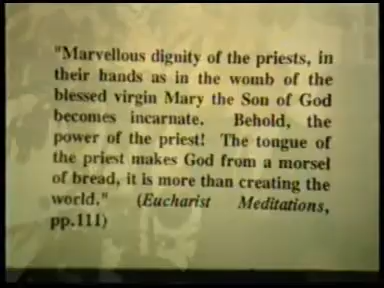 "Marvellous dignity of the priests, in
their hands as in the womb of the
blessed virgin Mary the Son of God
becomes incarnate. Behold, the
power of the priest! The tongue of
the priest makes God from a morsel
of bread, it is more than creating the
world." (Eucharist Meditations,
pp.111)